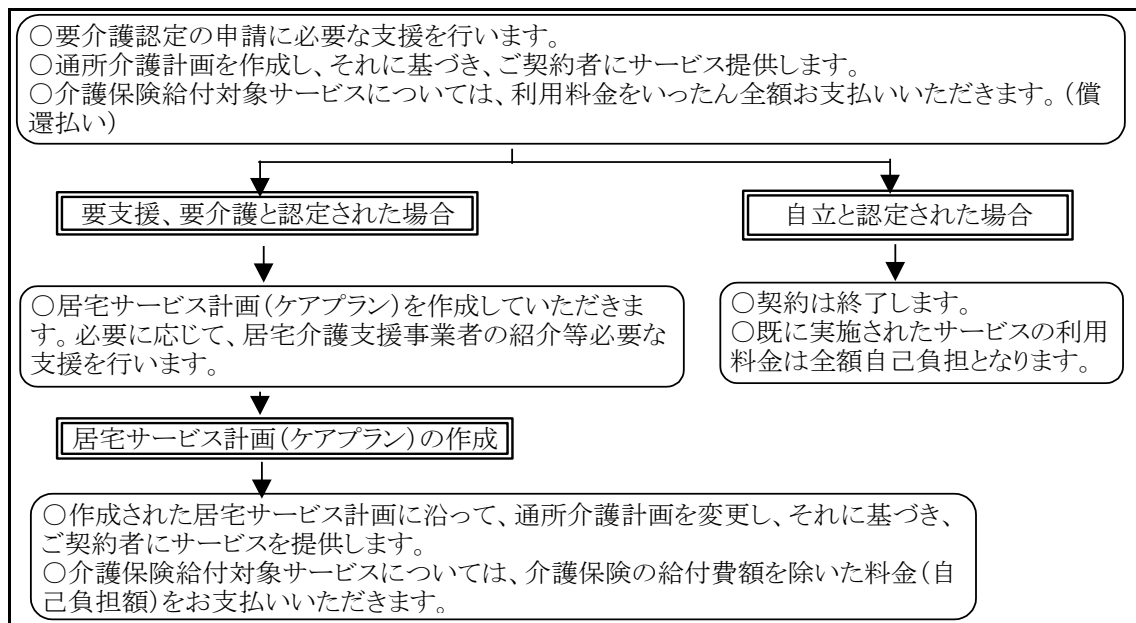 ○要介護認定の申請に必要な支援を行います。
○通所介護計画を作成し、それに基づき、ご契約者にサービス提供します。
○介護保険給付対象サービスについては、利用料金をいったん全額お支払いいただきます。(償
還払い)
要支援、要介護と認定された場合
自立と認定された場合
○居宅サービス計画(ケアプラン)を作成していただきま
す。必要に応じて、居宅介護支援事業者の紹介等必要な
支援を行います。
○契約は終了します。
○既に実施されたサービスの利用
料金は全額自己負担となります。
居宅サービス計画(ケアプラン)の作成
○作成された居宅サービス計画に沿って、通所介護計画を変更し、それに基づき、
ご契約者にサービスを提供します。
○介護保険給付対象サービスについては、介護保険の給付費額を除いた料金(自
己負担額)をお支払いいただきます。